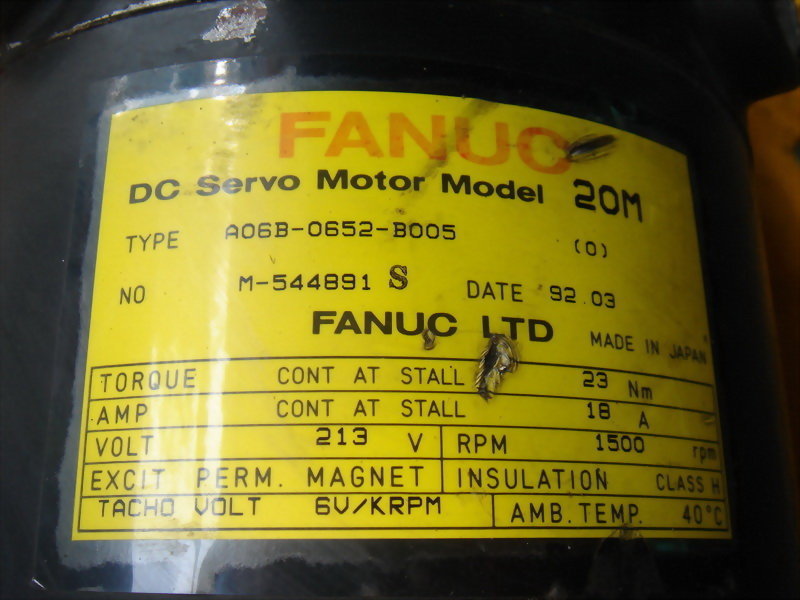 FANUC
DC Servo Motor Model 20M
TYPE A06B-0652-B005 (0)
NO M-544891 S DATE 92.03
FANUC LTD MADE IN JAPAN
TORQUE CONT AT STALL 23 Nm
AMP CONT AT STALL 18 A
VOLT 213 V RPM 1500 rpm
EXCIT PERM. MAGNET INSULATION CLASS H
TACHO VOLT 6V/KRPM AMB. TEMP. 40°C